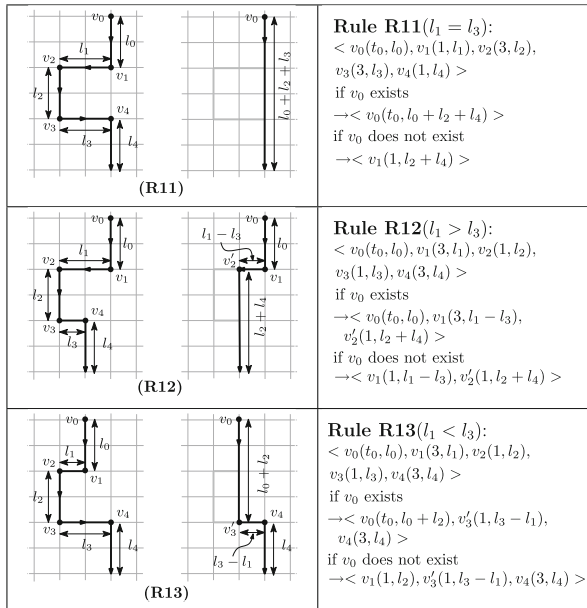 v₀
l₁
l₀
v₂
v₁
l₂
v₄
v₃
l₃
l₄
v₀
l₀ + l₂ + l₃
(R11)
Rule R11(l₁ = l₃):
< v₀(t₀, l₀), v₁(1, l₁), v₂(3, l₂),
v₃(3, l₃), v₄(1, l₄) >
if v₀ exists
→< v₀(t₀, l₀ + l₂ + l₄) >
if v₀ does not exist
→< v₁(1, l₂ + l₄) >
v₀
l₁
l₀
v₂
v₁
l₂
v₄
v₃
l₃
l₄
v₀
l₁ − l₃
l₀
v₂′
v₁
l₂ + l₄
(R12)
Rule R12(l₁ > l₃):
< v₀(t₀, l₀), v₁(3, l₁), v₂(1, l₂),
v₃(1, l₃), v₄(3, l₄) >
if v₀ exists
→< v₀(t₀, l₀), v₁(3, l₁ − l₃),
v₂′(1, l₂ + l₄) >
if v₀ does not exist
→< v₁(1, l₁ − l₃), v₂′(1, l₂ + l₄) >
v₀
l₁
l₀
v₂
v₁
l₂
v₄
v₃
l₃
l₄
v₀
l₀ + l₂
v₃′
v₄
l₃ − l₁
l₄
(R13)
Rule R13(l₁ < l₃):
< v₀(t₀, l₀), v₁(3, l₁), v₂(1, l₂),
v₃(1, l₃), v₄(3, l₄) >
if v₀ exists
→< v₀(t₀, l₀ + l₂), v₃′(1, l₃ − l₁),
v₄(3, l₄) >
if v₀ does not exist
→< v₁(1, l₂), v₃′(1, l₃ − l₁), v₄(3, l₄) >